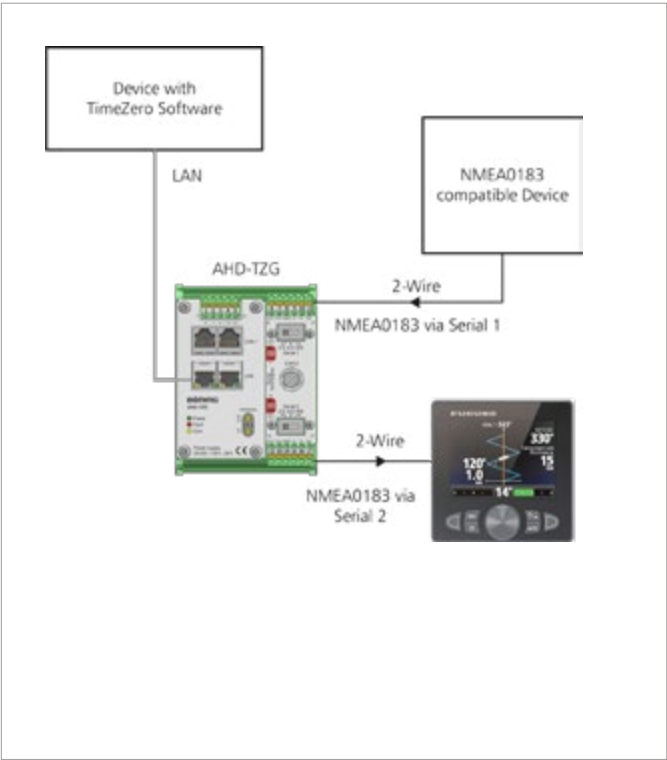 Device with
TimeZero Software
LAN
NMEA0183
compatible Device
AHD-TZG
2-Wire
NMEA0183 via Serial 1
2-Wire
NMEA0183 via
Serial 2
FURUNO
330°
120°
15
1.0
14°